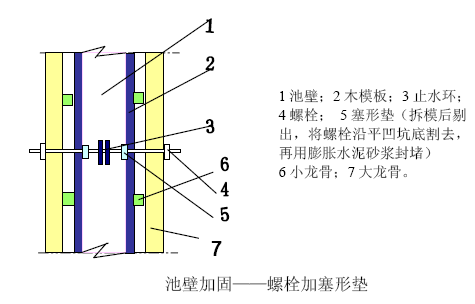 1
2
3
6
4
5
7
1 池壁；2 木模板；3 止水环；
4 螺栓； 5 塞形垫（拆模后剔
出，将螺栓沿平凹坑底割去，
再用膨胀水泥砂浆封堵）
6 小龙骨；7 大龙骨。
池壁加固——螺栓加塞形垫